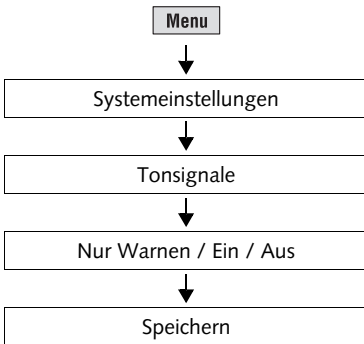 Menu
Systemeinstellungen
Tonsignale
Nur Warnen / Ein / Aus
Speichern